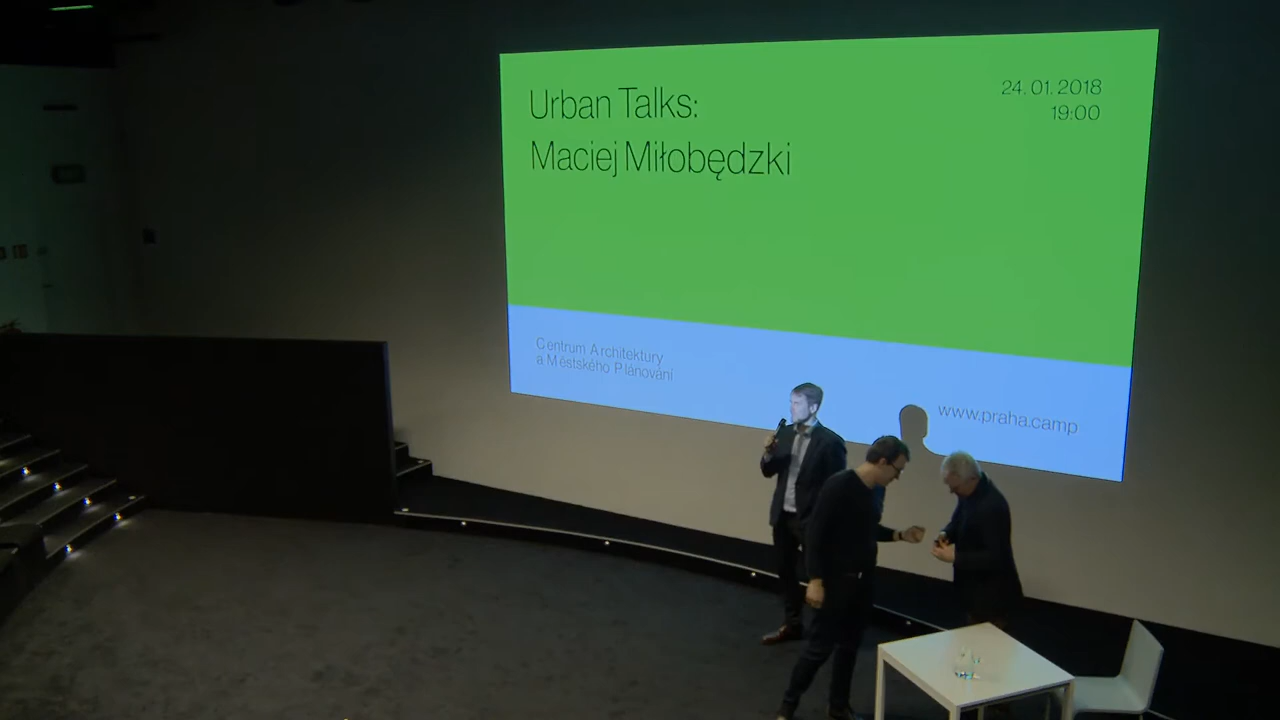 Urban Talks:
Maciej Miłobędzki
24. 01. 2018
19:00
Centrum Architektury
a Městského Plánování
www.praha.camp